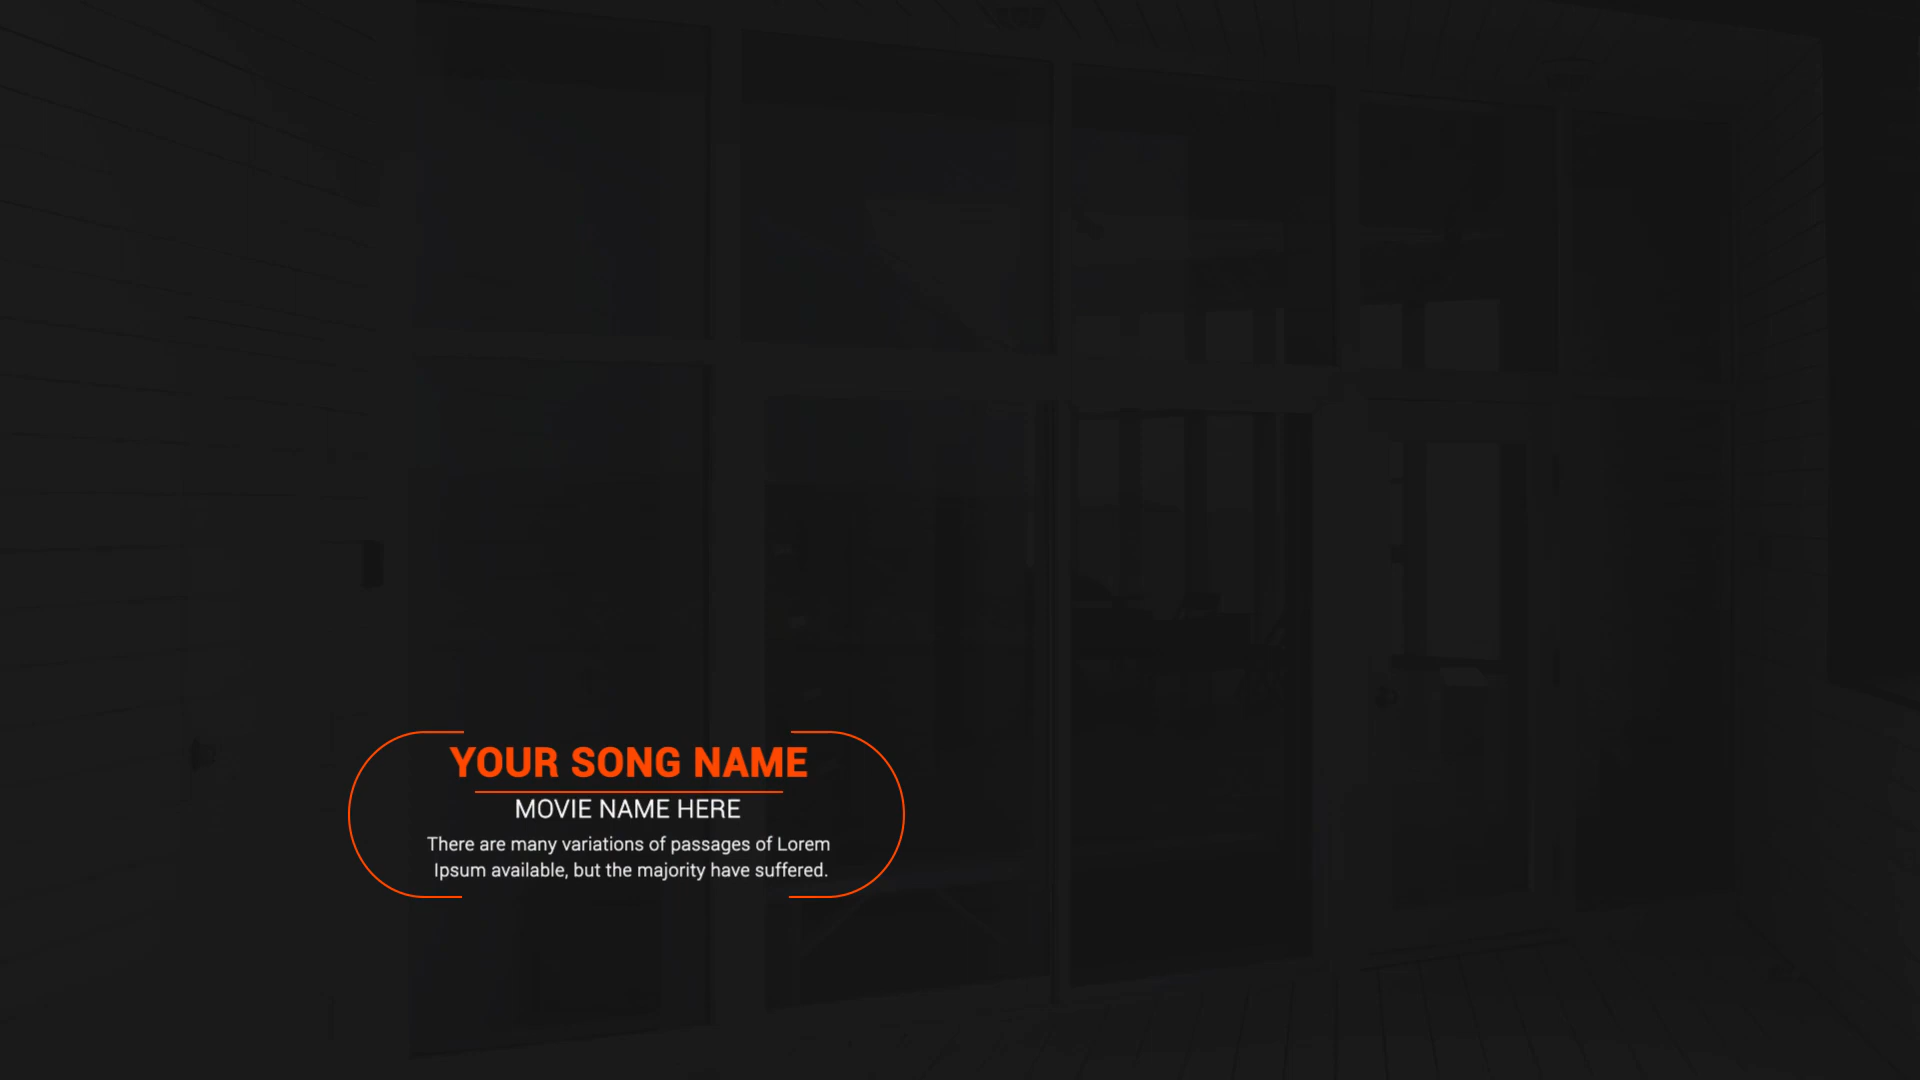 YOUR SONG NAME
MOVIE NAME HERE
There are many variations of passages of Lorem
Ipsum available, but the majority have suffered.